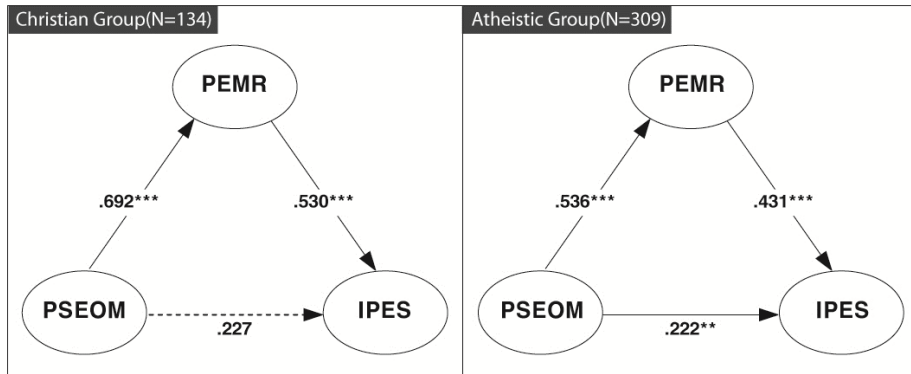 Christian Group(N=134)
PEMR
.692***
.530***
PSEOM
IPES
.227
Atheistic Group(N=309)
PEMR
.536***
.431***
PSEOM
IPES
.222**